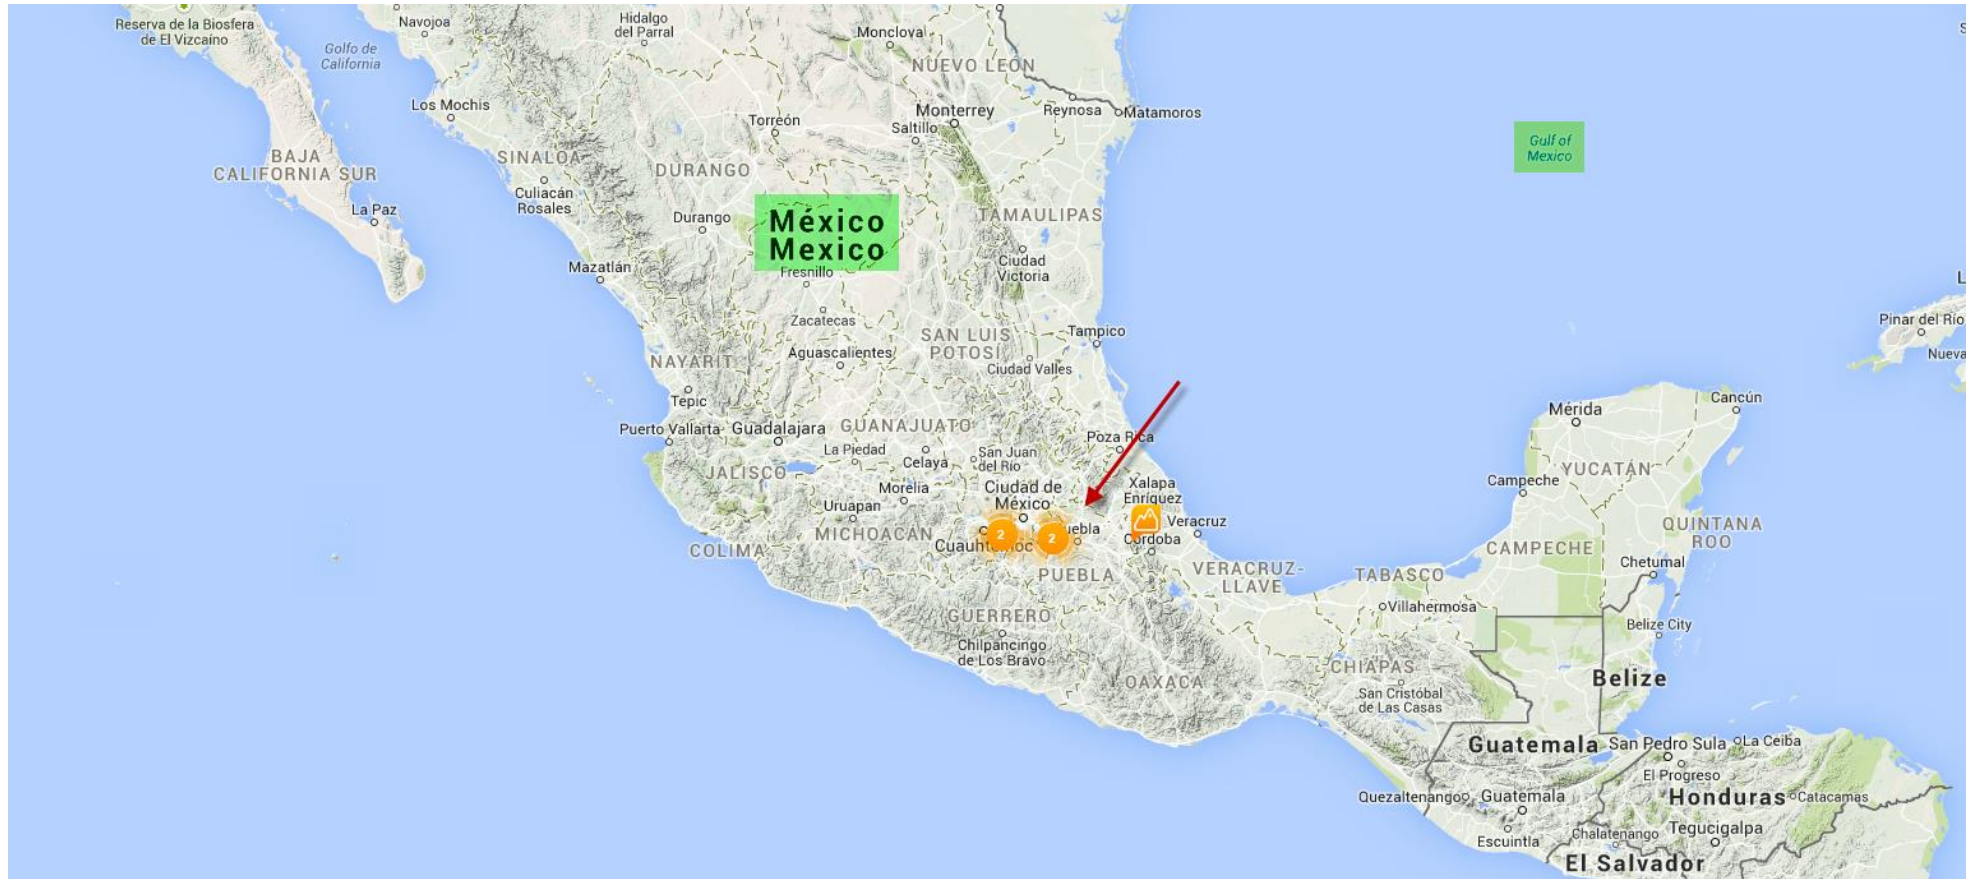 Reserva de la Biosfera
de El Vizcaíno
Golfo de
California
Navojoa
Hidalgo
del Parral
Monclova
NUEVO LEÓN
Los Mochis
Torreón
Monterrey
Saltillo
Reynosa
Matamoros
Gulf of
Mexico
BAJA
CALIFORNIA SUR
SINALOA
DURANGO
Culiacán
Rosales
La Paz
Durango
México
Mexico
TAMAULIPAS
Mazatlán
Fresnillo
Ciudad
Victoria
Zacatecas
SAN LUIS
POTOSÍ
Tampico
Pinar del Río
Nueva
NAYARIT
Aguascalientes
Ciudad Valles
Tepic
Mérida
Cancún
Puerto Vallarta
Guadalajara
GUANAJUATO
Poza Rica
La Piedad
Celaya
San Juan
del Río
JALISCO
YUCATÁN
Campeche
Morelia
Ciudad de
México
Xalapa
Enríquez
Uruapan
Veracruz
QUINTANA
ROO
MICHOACÁN
2
2
uebla
Córdoba
COLIMA
CAMPECHE
Chetumal
PUEBLA
VERACRUZ-
LLAVE
TABASCO
Villahermosa
GUERRERO
Belize City
Chilpancingo
de Los Bravo
CHIAPAS
OAXACA
San Cristóbal
de Las Casas
Belize
Guatemala
San Pedro Sula
La Ceiba
El Progreso
Quezaltenango
Guatemala
Honduras
Catacamas
Escuintla
Chalatenango
Tegucigalpa
El Salvador